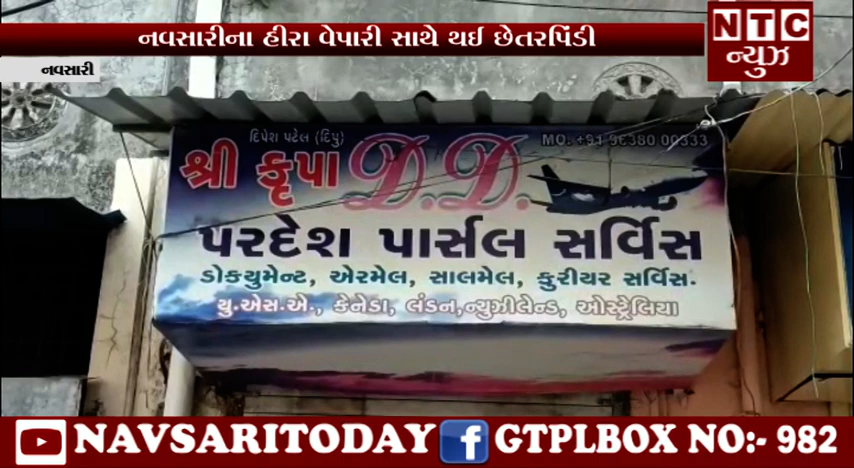 નવસારીના હીરા વેપારી સાથે થઈ છેતરપિંડી
NTC
ન્યુઝ
નવસારી
દિપેશ પટેલ (દિપુ)
MO. +91 96380 00333
શ્રી કૃપા D.D.
પરદેશ પાર્સલ સર્વિસ
ડોકયુમેન્ટ, એરમેલ, સાલમેલ, કુરીયર સર્વિસ.
યુ.એસ.એ., કેનેડા, લંડન,ન્યુઝીલેન્ડ, ઓસ્ટ્રેલિયા
NAVSARITODAY GTPLBOX NO:- 982